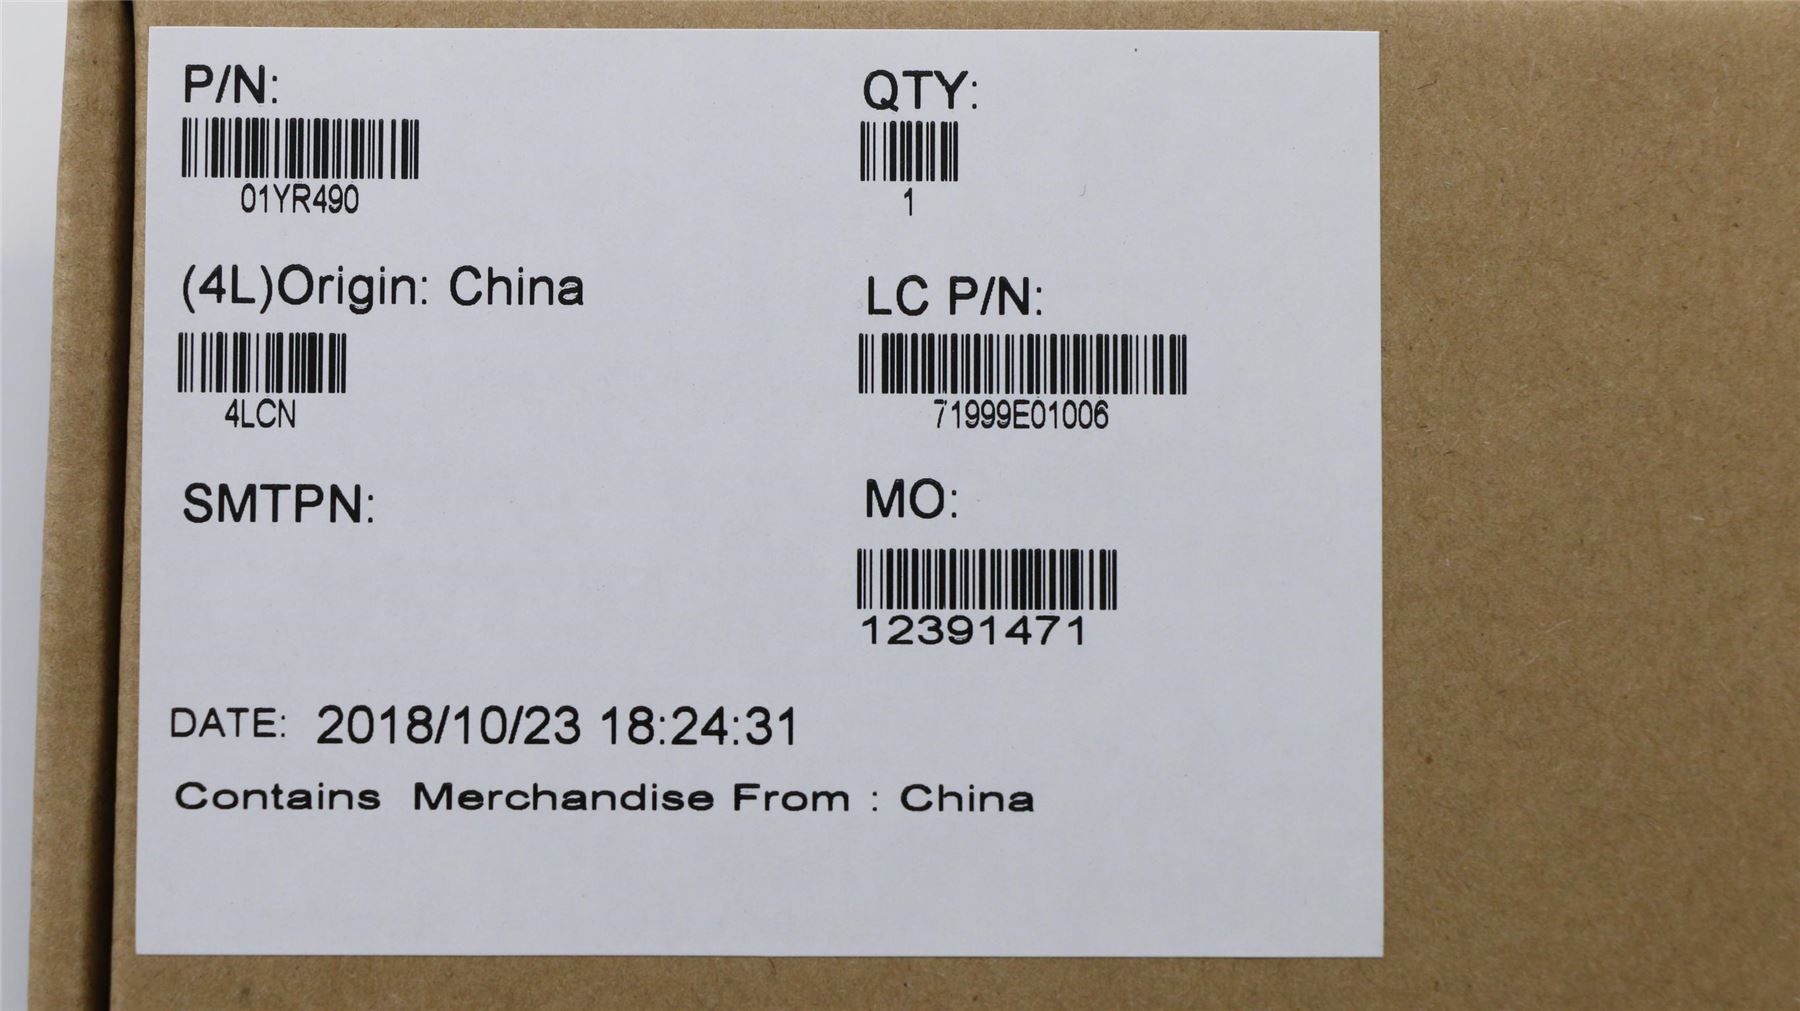 P/N:
01YR490
QTY:
1
(4L)Origin: China
4LCN
LC P/N:
71999E01006
SMTPN:
MO:
12391471
DATE: 2018/10/23 18:24:31
Contains Merchandise From : China